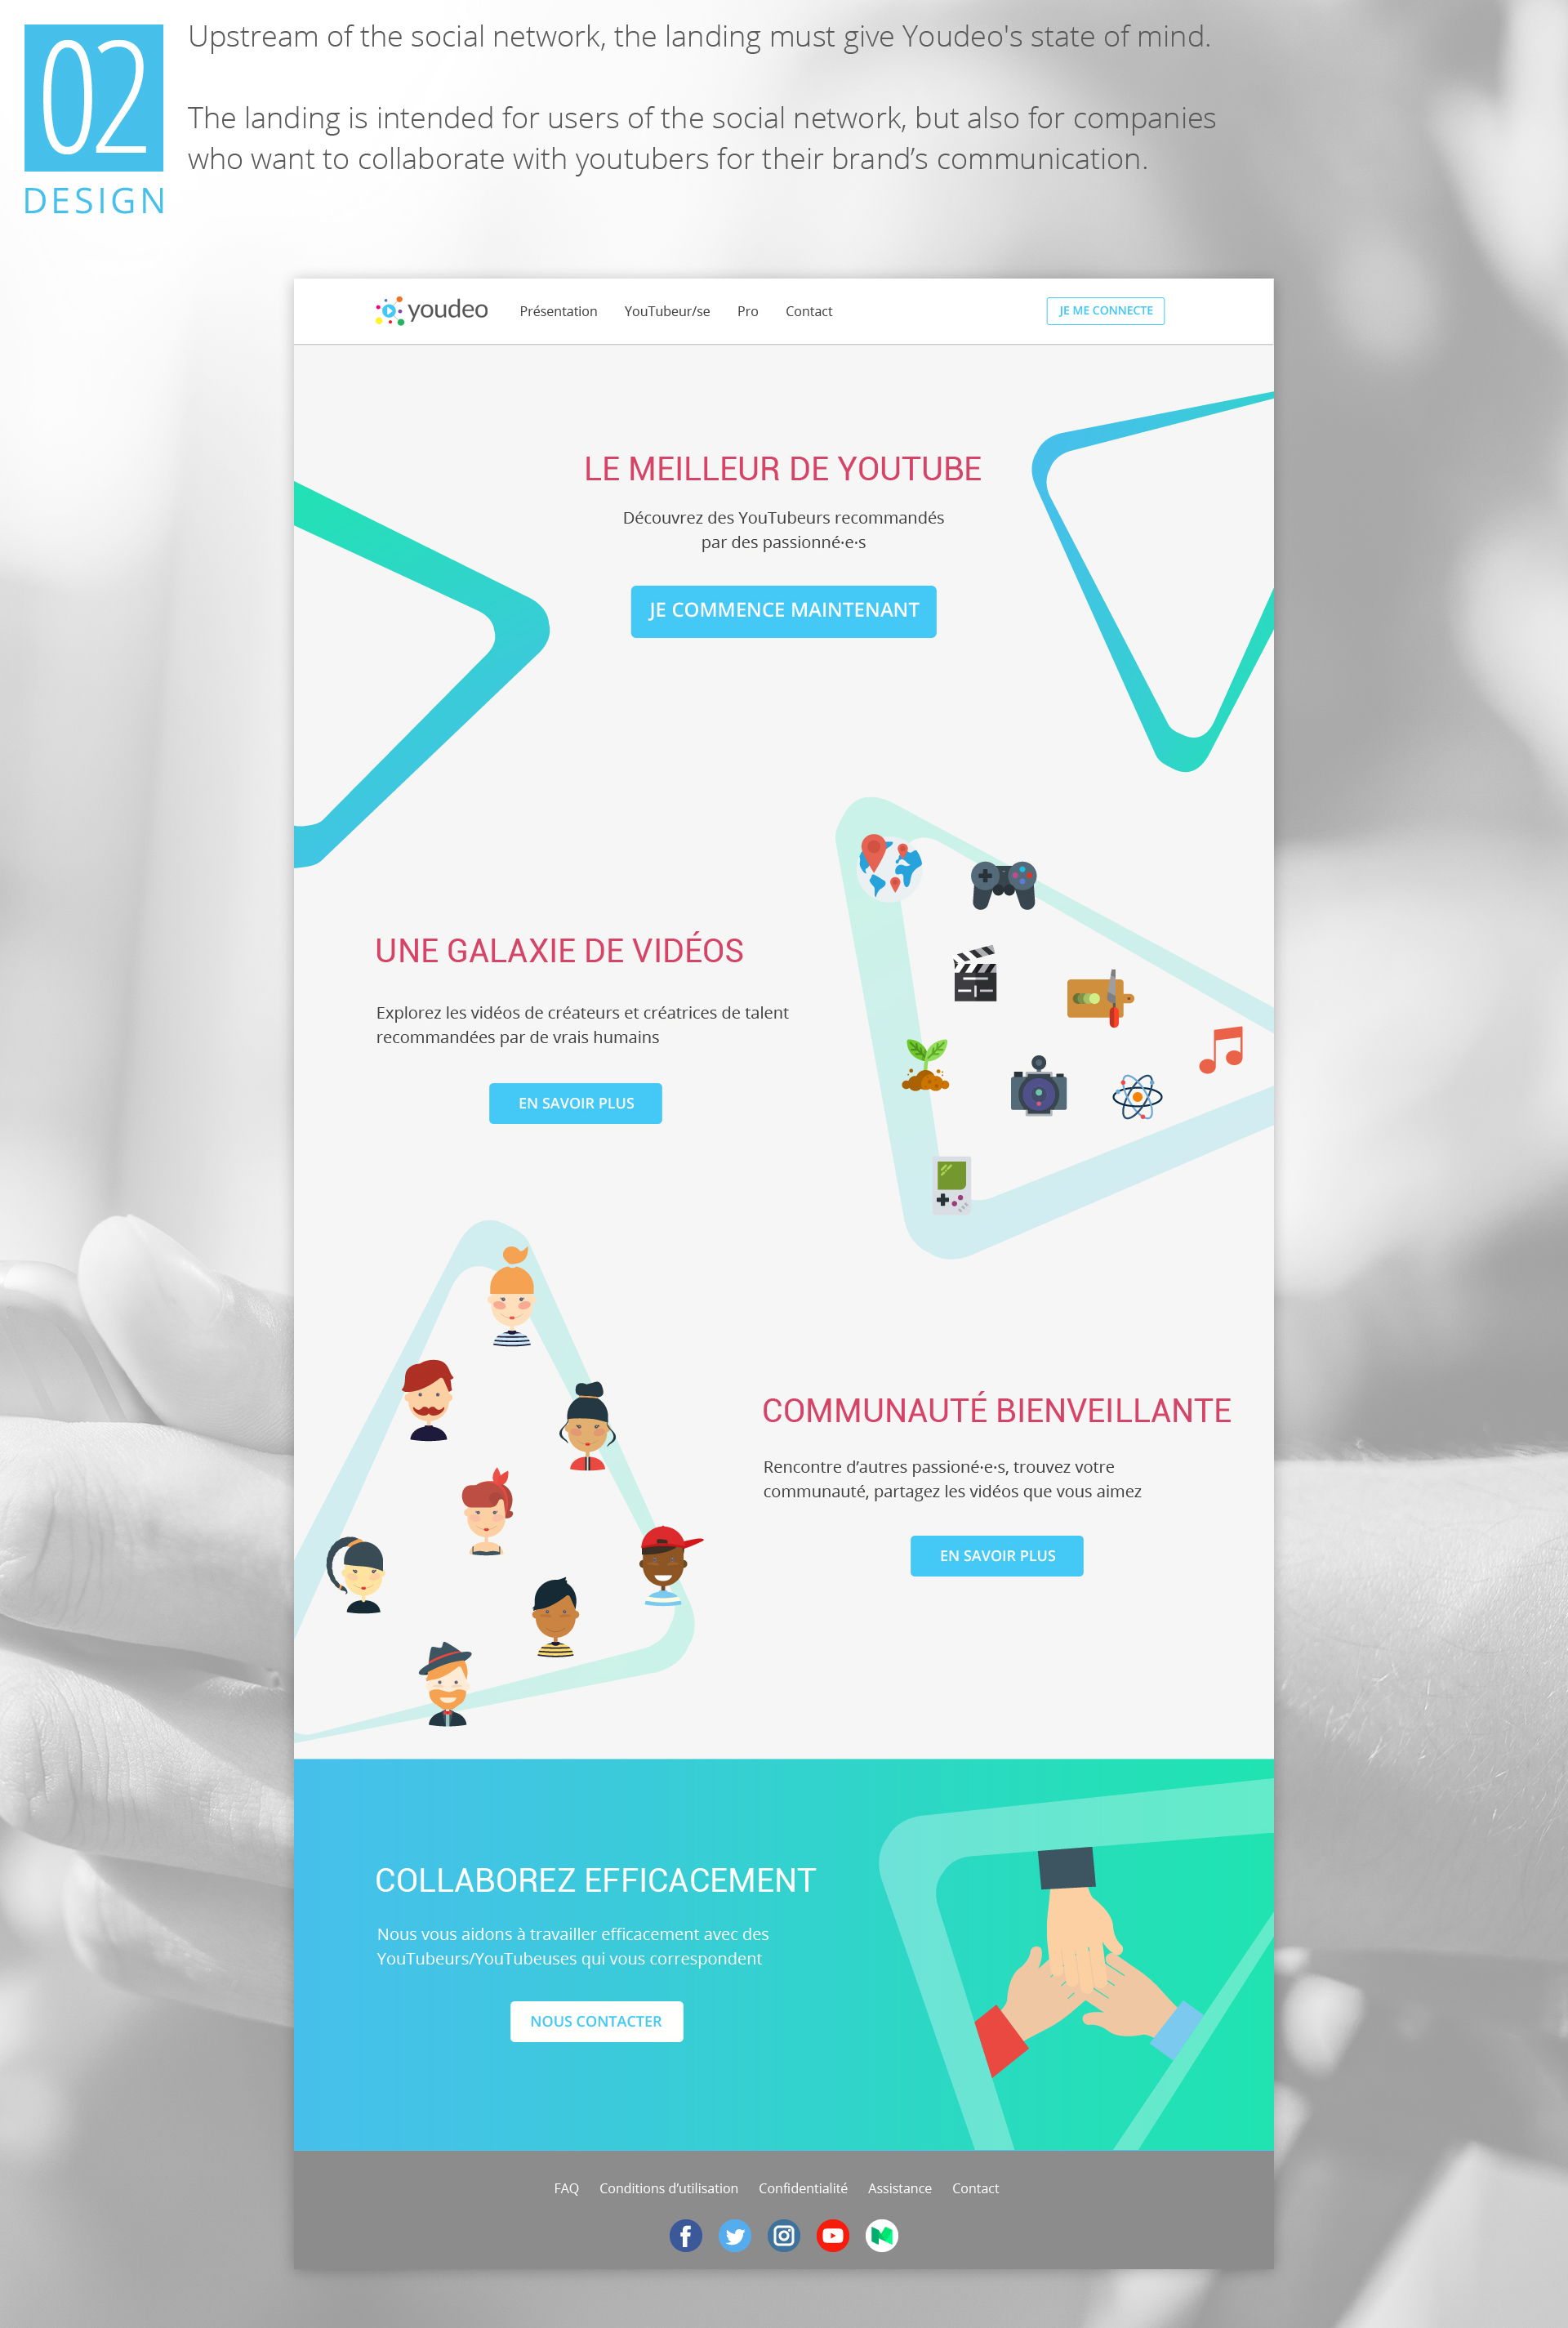 02
DESIGN
Upstream of the social network, the landing must give Youdeo's state of mind.
The landing is intended for users of the social network, but also for companies
who want to collaborate with youtubers for their brand’s communication.
youdeo Présentation YouTubeur/se Pro Contact JE ME CONNECTE
LE MEILLEUR DE YOUTUBE
Découvrez des YouTubeurs recommandés
par des passionné·e·s
JE COMMENCE MAINTENANT
UNE GALAXIE DE VIDÉOS
Explorez les vidéos de créateurs et créatrices de talent
recommandées par de vrais humains
EN SAVOIR PLUS
COMMUNAUTÉ BIENVEILLANTE
Rencontre d’autres passioné·e·s, trouvez votre
communauté, partagez les vidéos que vous aimez
EN SAVOIR PLUS
COLLABOREZ EFFICACEMENT
Nous vous aidons à travailler efficacement avec des
YouTubeurs/YouTubeuses qui vous correspondent
NOUS CONTACTER
FAQ Conditions d’utilisation Confidentialité Assistance Contact